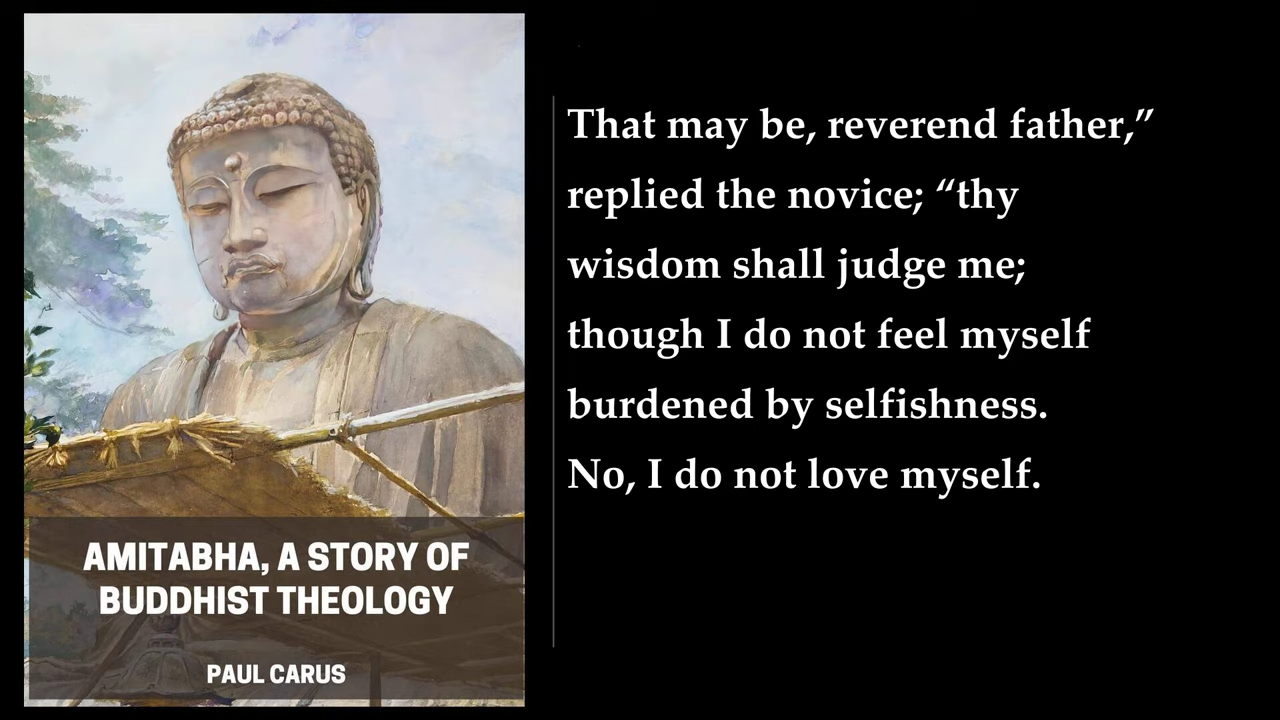 That may be, reverend father,”
replied the novice; “thy
wisdom shall judge me;
though I do not feel myself
burdened by selfishness.
No, I do not love myself.
AMITABHA, A STORY OF
BUDDHIST THEOLOGY
PAUL CARUS